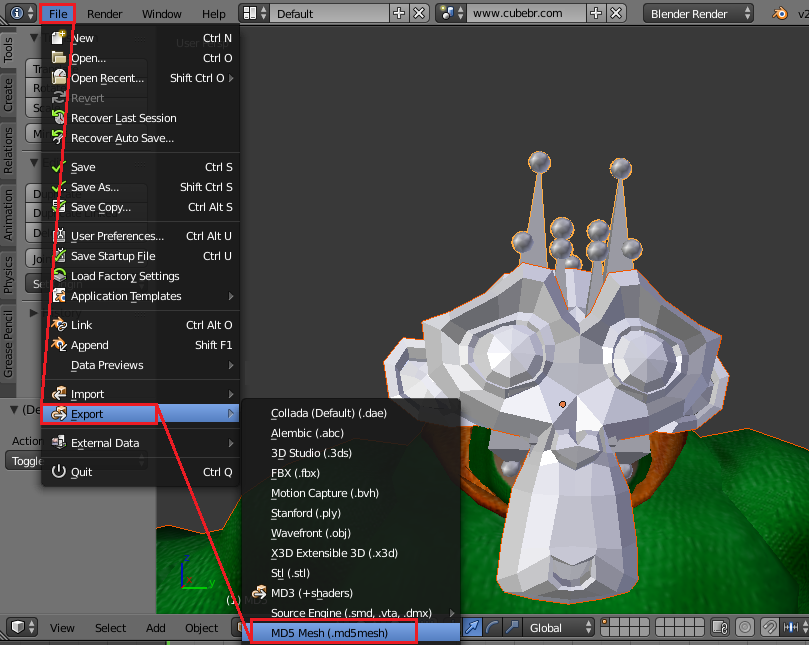 File Render Window Help Default www.cubebr.com Blender Render v2
New Ctrl N
Open... Ctrl O
Open Recent... Shift Ctrl O
Revert
Recover Last Session
Recover Auto Save...
Save Ctrl S
Save As... Shift Ctrl S
Save Copy... Ctrl Alt S
User Preferences... Ctrl Alt U
Save Startup File Ctrl U
Load Factory Settings
Application Templates
Link Ctrl Alt O
Append Shift F1
Data Previews
Import
Export
External Data
Quit Ctrl Q
Tools
Create
Relations
Animation
Physics
Grease Pencil
Action
Toggle
Collada (Default) (.dae)
Alembic (.abc)
3D Studio (.3ds)
FBX (.fbx)
Motion Capture (.bvh)
Stanford (.ply)
Wavefront (.obj)
X3D Extensible 3D (.x3d)
Stl (.stl)
MD3 (+shaders)
Source Engine (.smd, .vta, .dmx)
MD5 Mesh (.md5mesh)
z
y
View Select Add Object Global